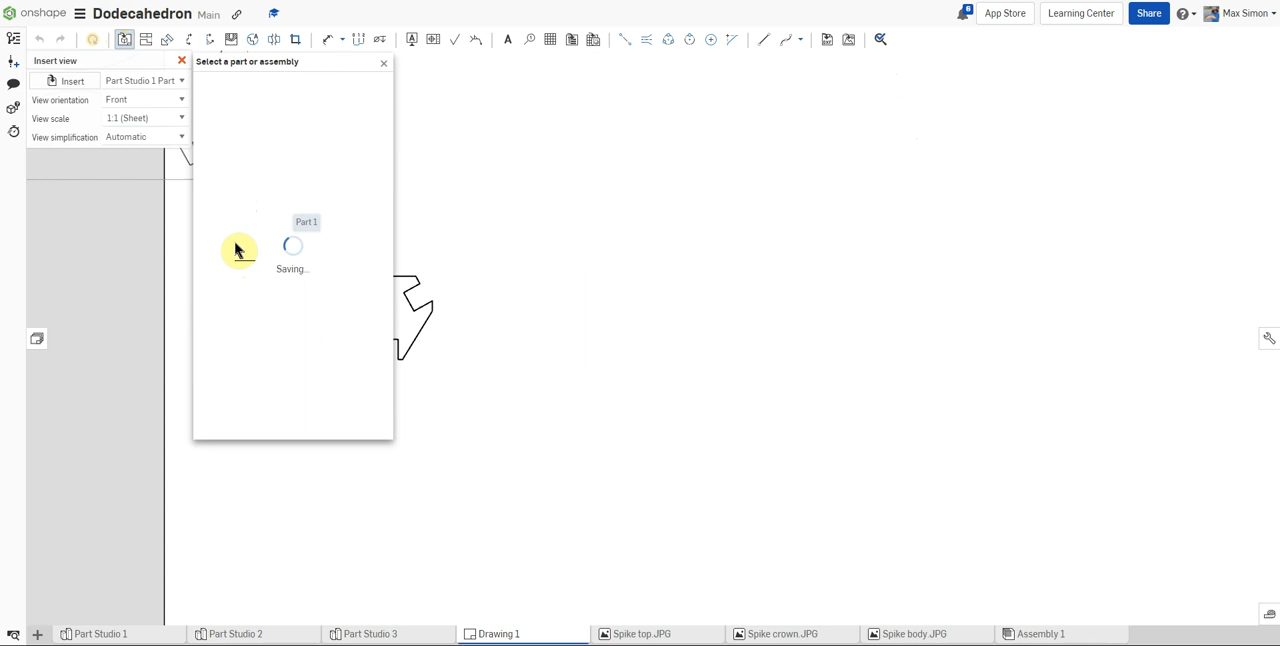 onshape Dodecahedron Main
6
App Store
Learning Center
Share
Max Simon
Insert view
Insert Part Studio 1 Part
View orientation Front
View scale 1:1 (Sheet)
View simplification Automatic
Select a part or assembly
Part 1
Saving...
Part Studio 1
Part Studio 2
Part Studio 3
Drawing 1
Spike top.JPG
Spike crown.JPG
Spike body.JPG
Assembly 1